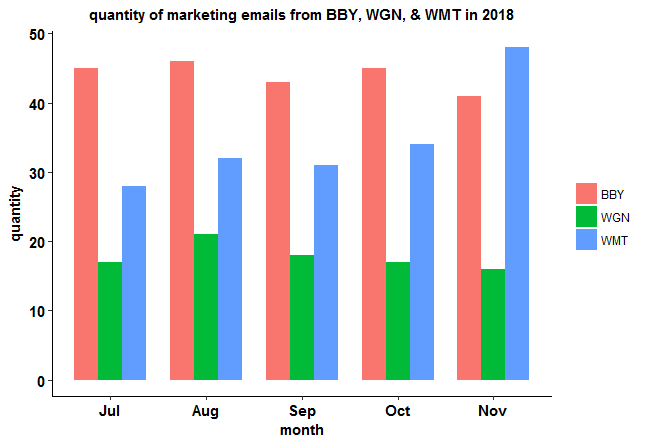 quantity of marketing emails from BBY, WGN, & WMT in 2018
50
40
30
20
10
0
quantity
Jul Aug Sep Oct Nov
month
BBY
WGN
WMT